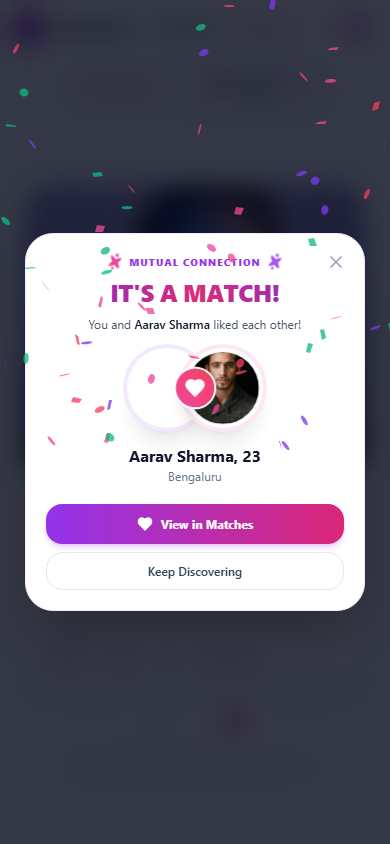 MUTUAL CONNECTION
IT'S A MATCH!
You and Aarav Sharma liked each other!
Aarav Sharma, 23
Bengaluru
View in Matches
Keep Discovering